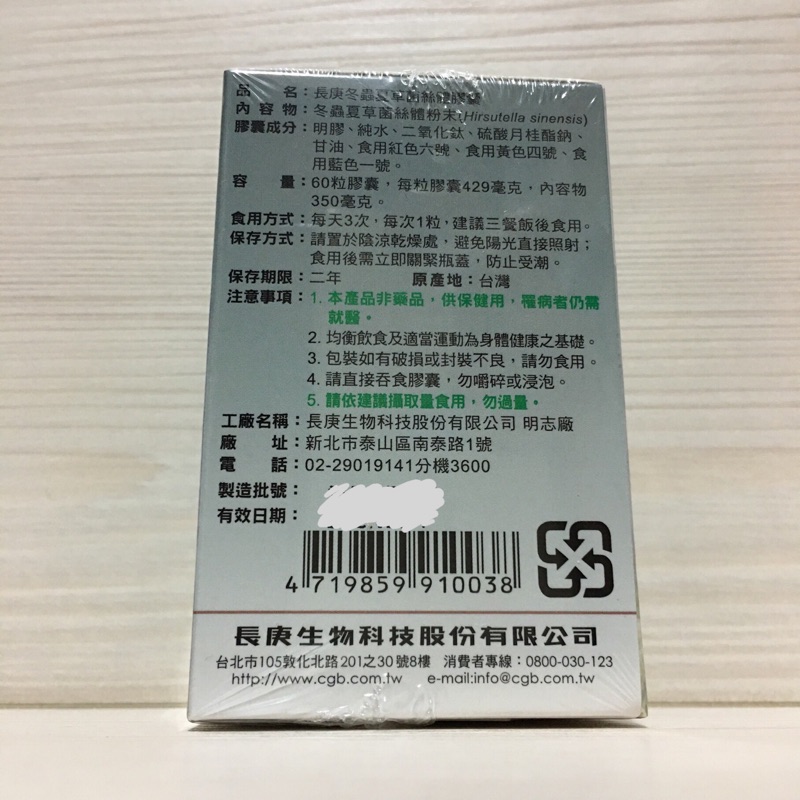 品　　名：長庚冬蟲夏草菌絲體膠囊
內 容 物：冬蟲夏草菌絲體粉末(Hirsutella sinensis)
膠囊成分：明膠、純水、二氧化鈦、硫酸月桂酯鈉、
甘油、食用紅色六號、食用黃色四號、食
用藍色一號。
容　　量：60粒膠囊，每粒膠囊429毫克，內容物
350毫克。
食用方式：每天3次，每次1粒，建議三餐飯後食用。
保存方式：請置於陰涼乾燥處，避免陽光直接照射；
食用後需立即關緊瓶蓋，防止受潮。
保存期限：二年　　原產地：台灣
注意事項：1. 本產品非藥品，供保健用，罹病者仍需
就醫。
2. 均衡飲食及適當運動為身體健康之基礎。
3. 包裝如有破損或封裝不良，請勿食用。
4. 請直接吞食膠囊，勿嚼碎或浸泡。
5. 請依建議攝取量食用，勿過量。
工廠名稱：長庚生物科技股份有限公司 明志廠
廠　　址：新北市泰山區南泰路1號
電　　話：02-29019141分機3600
製造批號：
有效日期：
4 719859 910038
長庚生物科技股份有限公司
台北市105敦化北路201之30號8樓　消費者專線：0800-030-123
http://www.cgb.com.tw　e-mail:info@cgb.com.tw